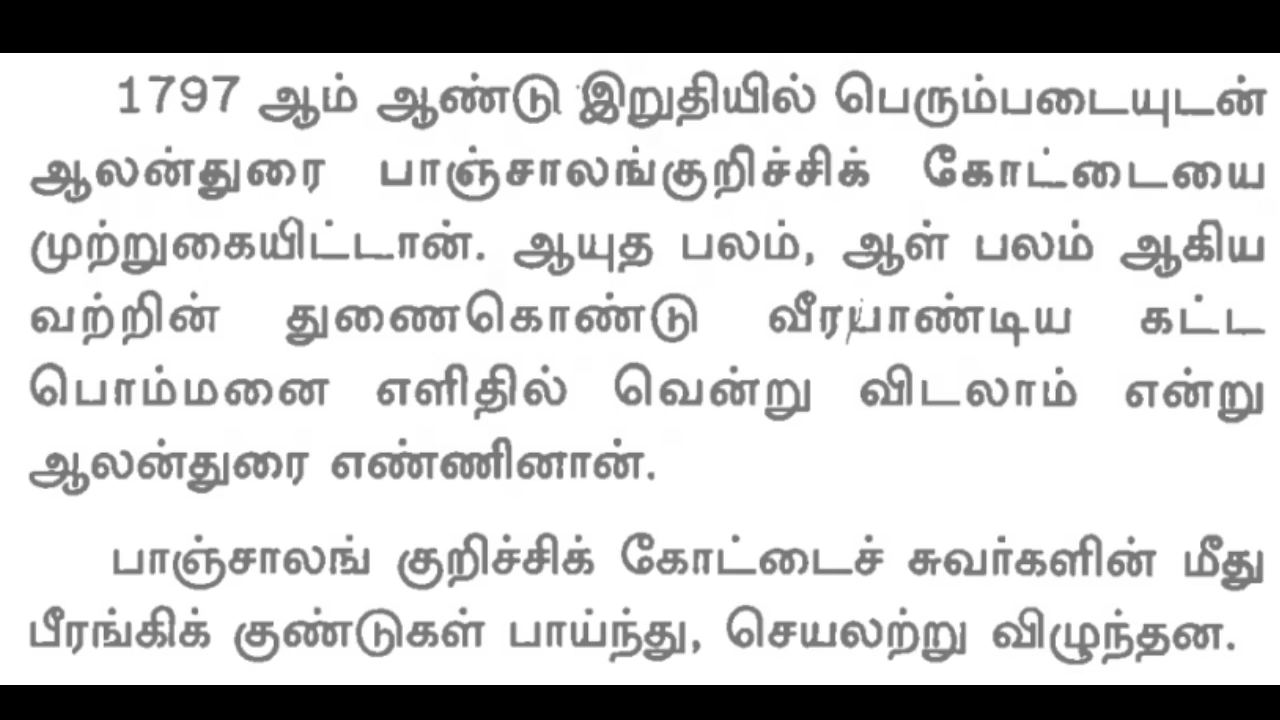 1797 ஆம் ஆண்டு இறுதியில் பெரும்படையுடன்
ஆலன்துரை பாஞ்சாலங்குறிச்சிக் கோட்டையை
முற்றுகையிட்டான். ஆயுத பலம், ஆள் பலம் ஆகிய
வற்றின் துணைகொண்டு வீரபாண்டிய கட்ட
பொம்மனை எளிதில் வென்று விடலாம் என்று
ஆலன்துரை எண்ணினான்.
பாஞ்சாலங் குறிச்சிக் கோட்டைச் சுவர்களின் மீது
பீரங்கிக் குண்டுகள் பாய்ந்து, செயலற்று விழுந்தன.